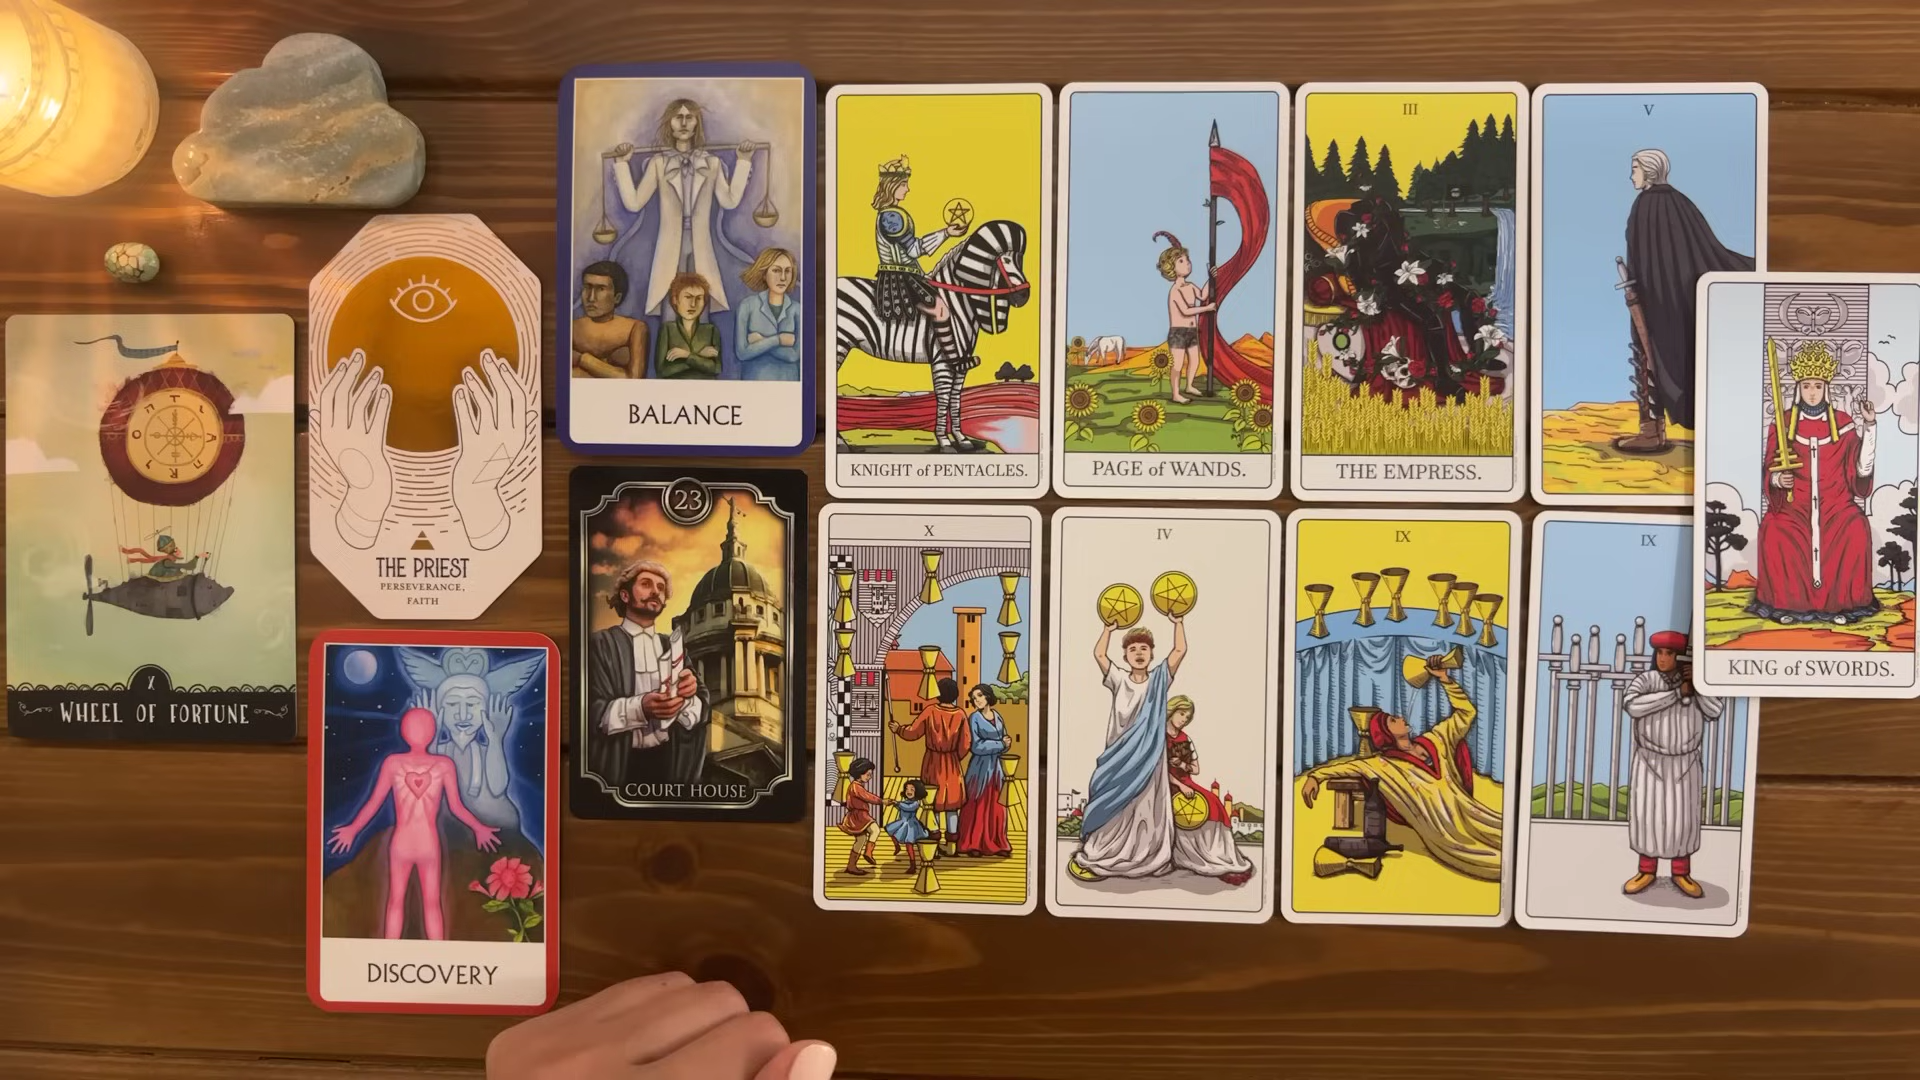 X
WHEEL OF FORTUNE
THE PRIEST
PERSEVERANCE,
FAITH
DISCOVERY
BALANCE
23
COURT HOUSE
KNIGHT of PENTACLES.
PAGE of WANDS.
III
THE EMPRESS.
V
KING of SWORDS.
X
IV
IX
IX